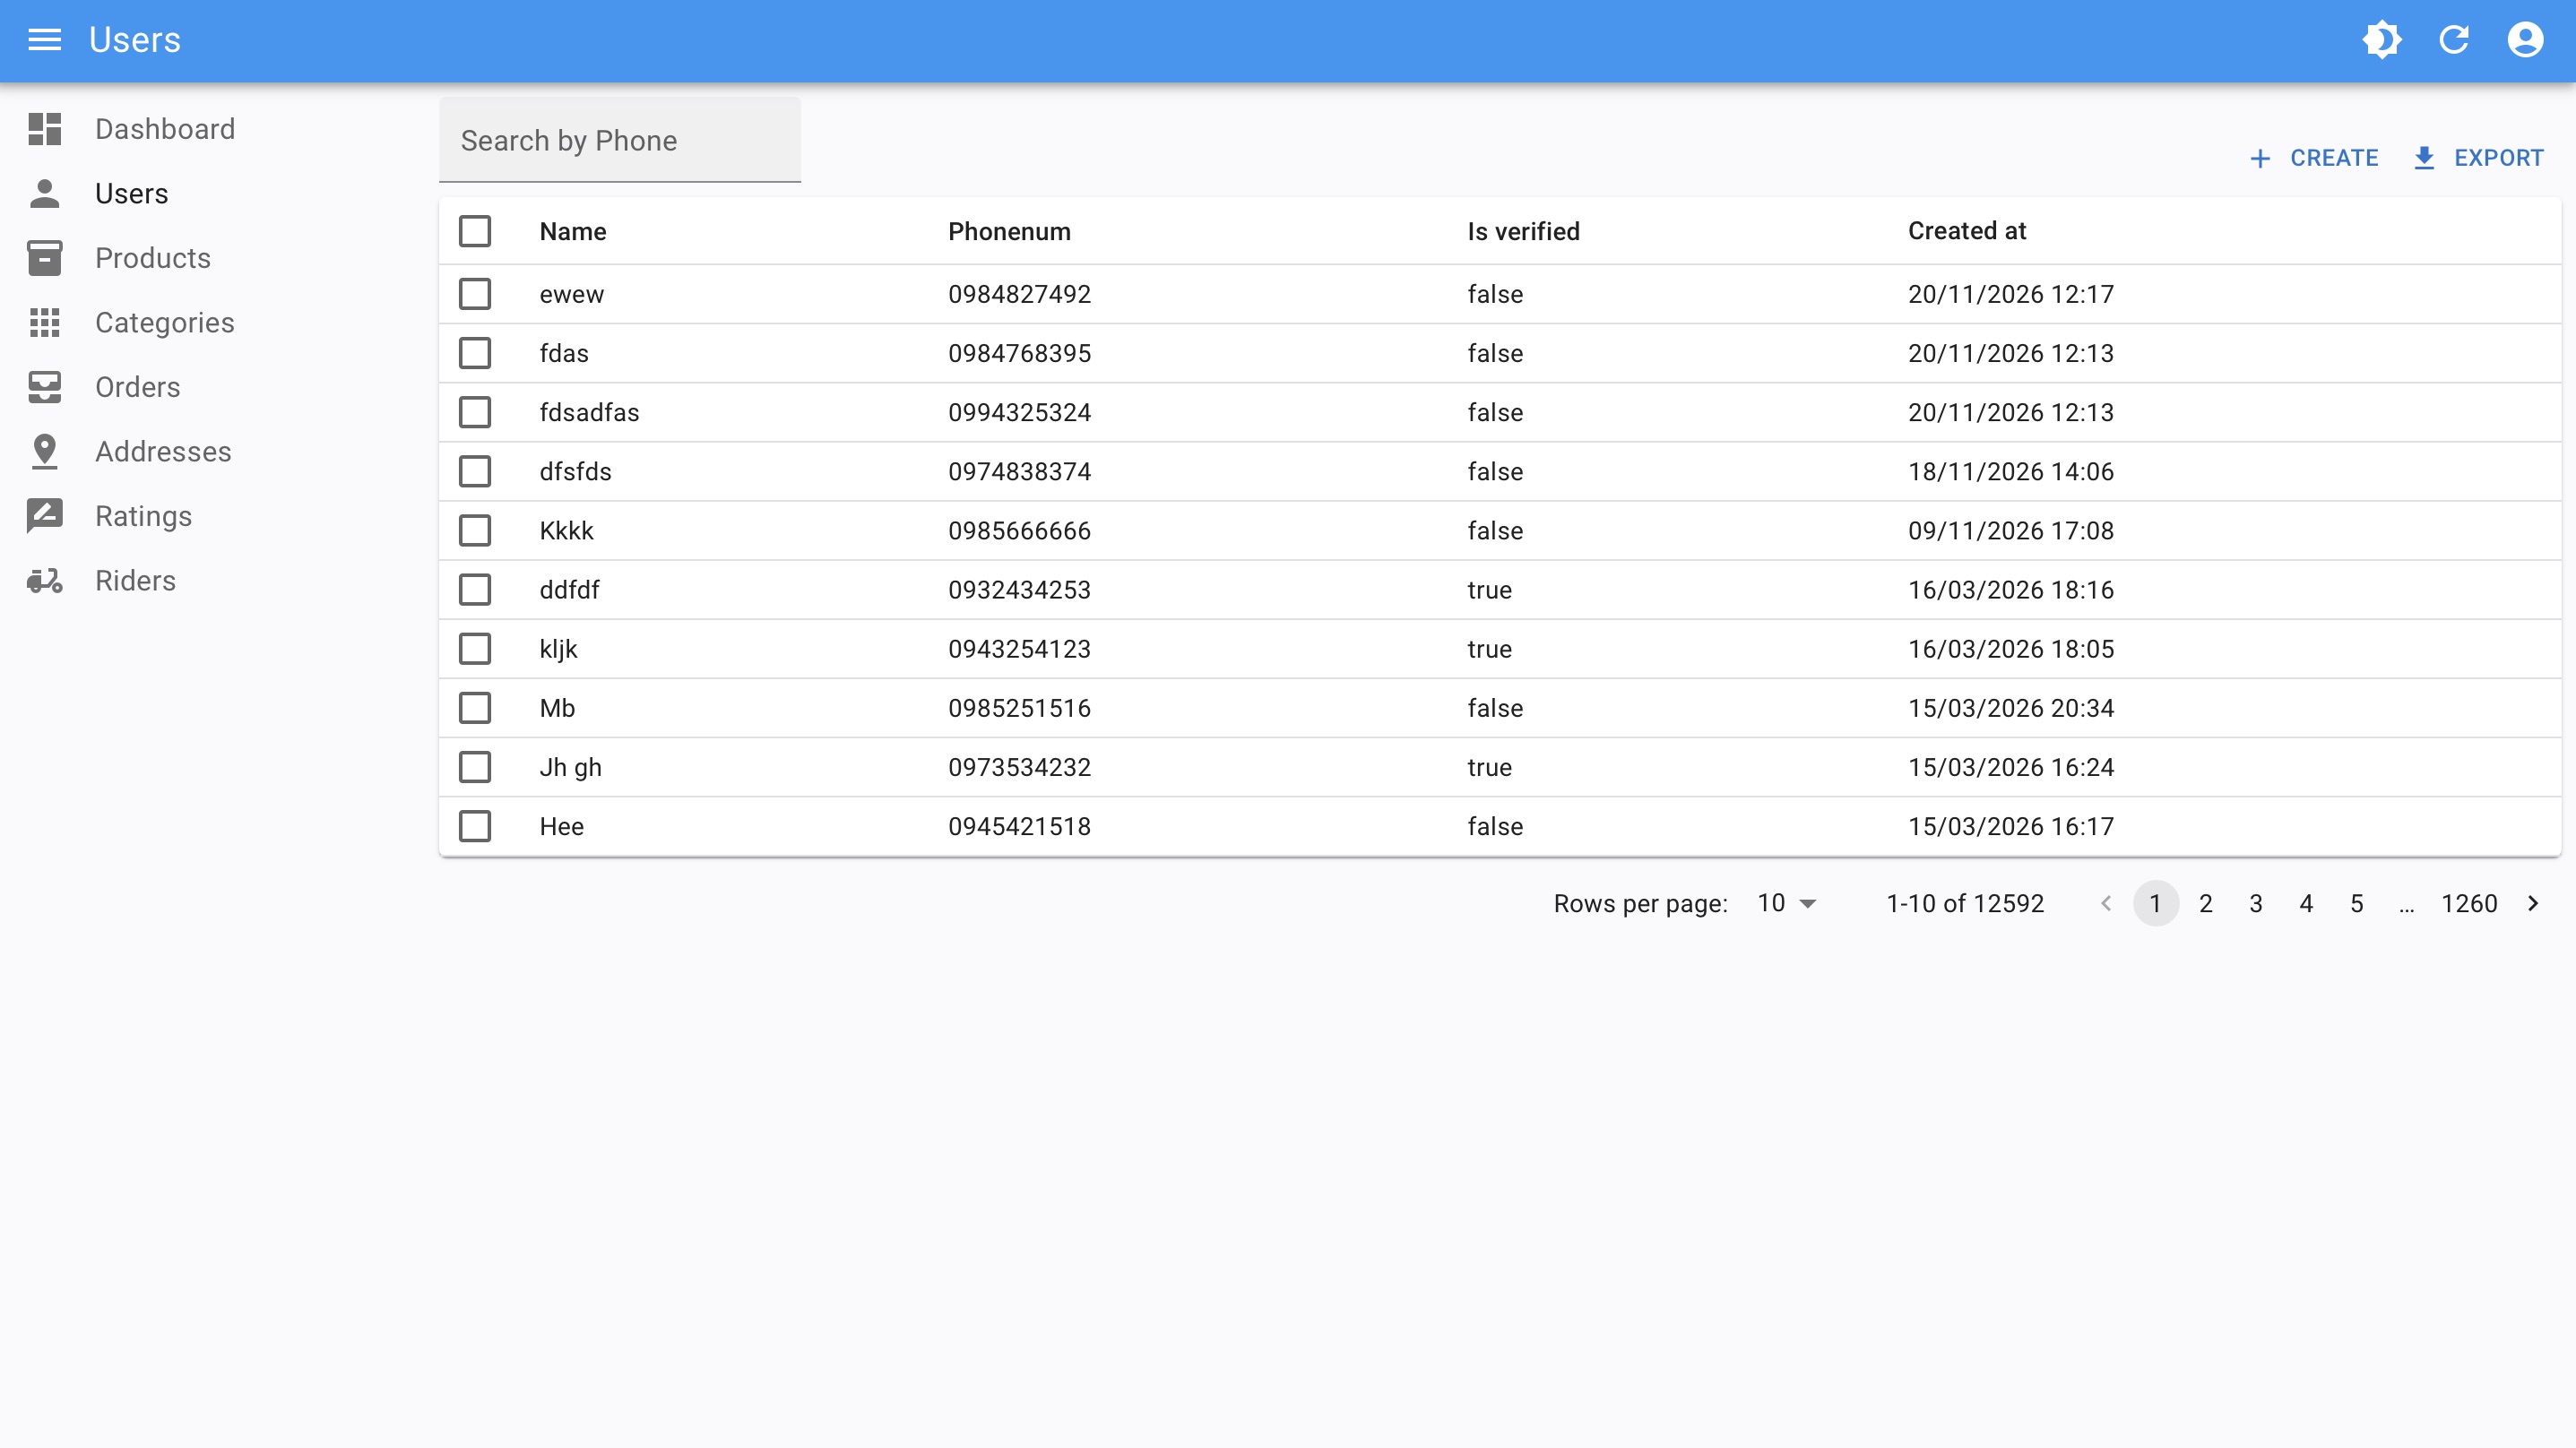 Users
Dashboard
Users
Products
Categories
Orders
Addresses
Ratings
Riders
Search by Phone
CREATE EXPORT
Name Phonenum Is verified Created at
ewew 0984827492 false 20/11/2026 12:17
fdas 0984768395 false 20/11/2026 12:13
fdsadfas 0994325324 false 20/11/2026 12:13
dfsfds 0974838374 false 18/11/2026 14:06
Kkkk 0985666666 false 09/11/2026 17:08
ddfdf 0932434253 true 16/03/2026 18:16
kljk 0943254123 true 16/03/2026 18:05
Mb 0985251516 false 15/03/2026 20:34
Jh gh 0973534232 true 15/03/2026 16:24
Hee 0945421518 false 15/03/2026 16:17
Rows per page: 10 1-10 of 12592 1 2 3 4 5 … 1260